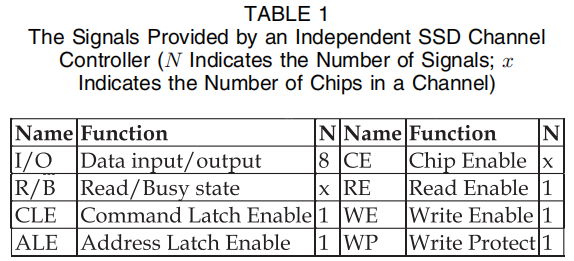 TABLE 1
The Signals Provided by an Independent SSD Channel
Controller (N Indicates the Number of Signals; x
Indicates the Number of Chips in a Channel)
Name Function N Name Function N
I/O Data input/output 8 CE Chip Enable x
R/B̅ Read/Busy state x RE Read Enable 1
CLE Command Latch Enable 1 WE Write Enable 1
ALE Address Latch Enable 1 WP Write Protect 1